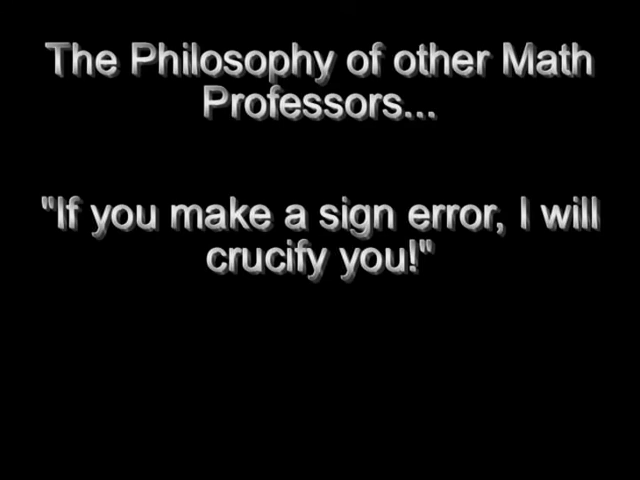 The Philosophy of other Math
Professors...
"If you make a sign error, I will
crucify you!"